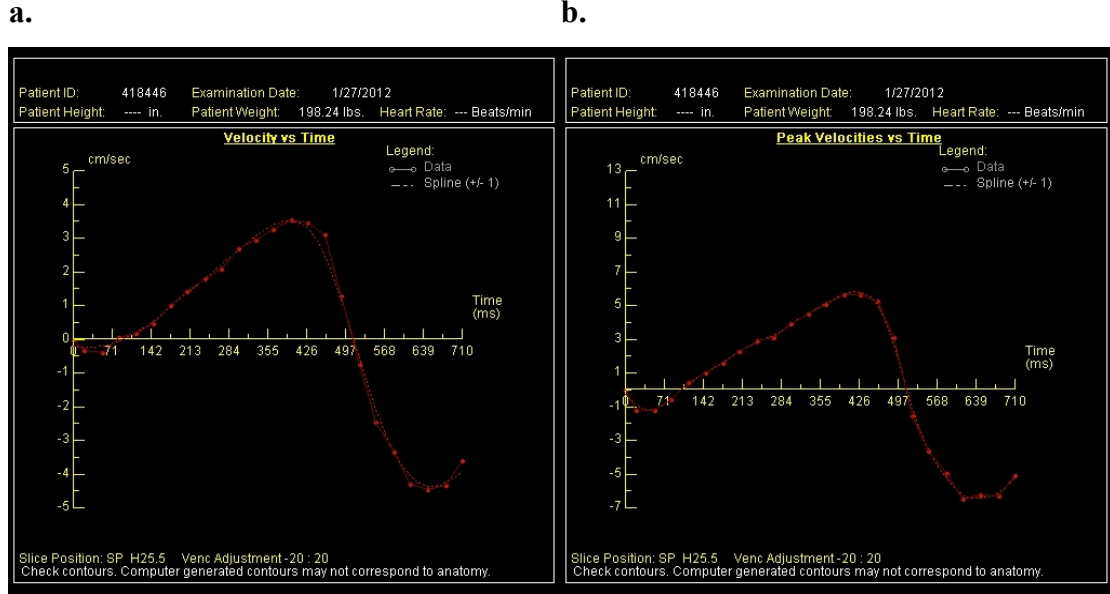 a.
b.
Patient ID: 418446 Examination Date: 1/27/2012
Patient Height: ---- in. Patient Weight: 198.24 lbs. Heart Rate: --- Beats/min
Velocity vs Time
cm/sec
Legend:
Data
Spline (+/- 1)
5
4
3
2
1
0
-1
-2
-3
-4
-5
0 71 142 213 284 355 426 497 568 639 710
Time
(ms)
Slice Position: SP H25.5 Venc Adjustment -20 : 20
Check contours. Computer generated contours may not correspond to anatomy.
Patient ID: 418446 Examination Date: 1/27/2012
Patient Height: ---- in. Patient Weight: 198.24 lbs. Heart Rate: --- Beats/min
Peak Velocities vs Time
cm/sec
Legend:
Data
Spline (+/- 1)
13
11
9
7
5
3
1
-1
-3
-5
-7
0 71 142 213 284 355 426 497 568 639 710
Time
(ms)
Slice Position: SP H25.5 Venc Adjustment -20 : 20
Check contours. Computer generated contours may not correspond to anatomy.